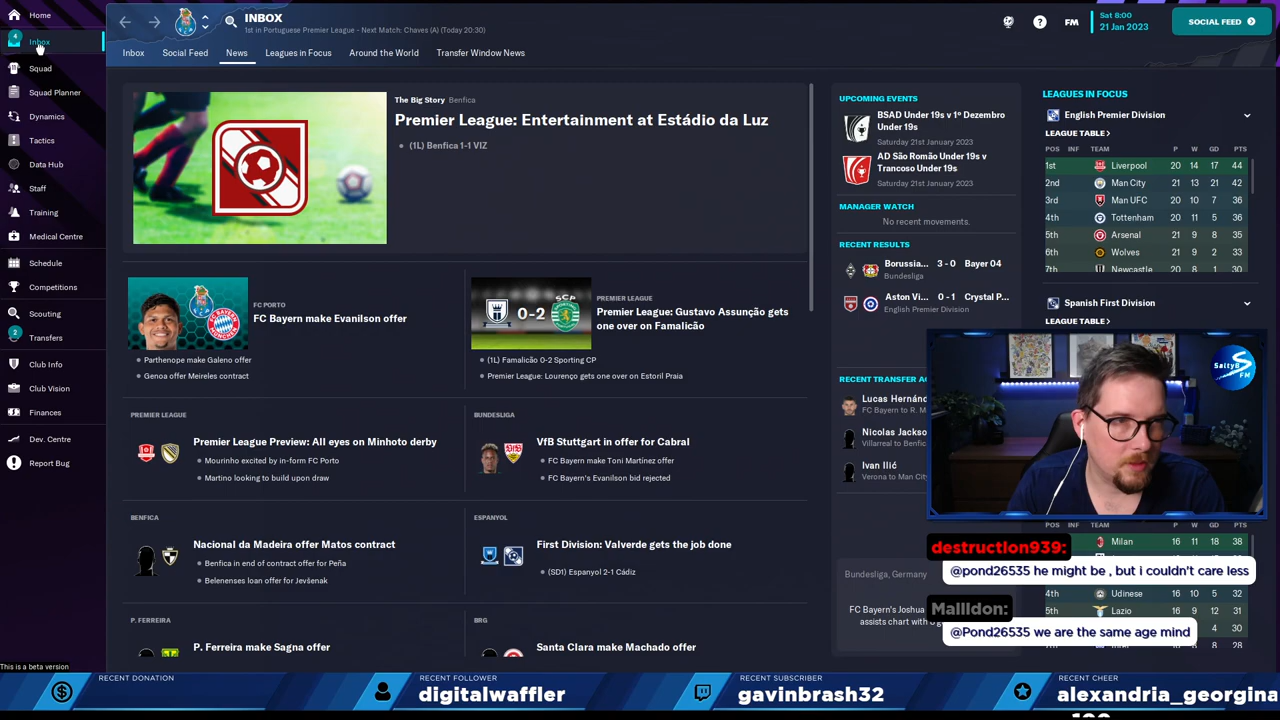 Home
4
Inbox
Squad
Squad Planner
Dynamics
Tactics
Data Hub
Staff
Training
Medical Centre
Schedule
Competitions
Scouting
2
Transfers
Club Info
Club Vision
Finances
Dev. Centre
Report Bug
This is a beta version
INBOX
1st in Portuguese Premier League - Next Match: Chaves (A) (Today 20:30)
FM
Sat 8:00
21 Jan 2023
SOCIAL FEED
Inbox Social Feed News Leagues in Focus Around the World Transfer Window News
The Big Story Benfica
Premier League: Entertainment at Estádio da Luz
(1L) Benfica 1-1 VIZ
FC PORTO
FC Bayern make Evanilson offer
Parthenope make Galeno offer
Genoa offer Meireles contract
0-2
SCP
PREMIER LEAGUE
Premier League: Gustavo Assunção gets
one over on Famalicão
(1L) Famalicão 0-2 Sporting CP
Premier League: Lourenço gets one over on Estoril Praia
PREMIER LEAGUE
Premier League Preview: All eyes on Minhoto derby
Mourinho excited by in-form FC Porto
Martino looking to build upon draw
BUNDESLIGA
VfB Stuttgart in offer for Cabral
FC Bayern make Toni Martínez offer
FC Bayern's Evanilson bid rejected
BENFICA
Nacional da Madeira offer Matos contract
Benfica in end of contract offer for Peña
Belenenses loan offer for Jevšenak
ESPANYOL
First Division: Valverde gets the job done
(SD1) Espanyol 2-1 Cádiz
P. FERREIRA
P. Ferreira make Sagna offer
BRG
Santa Clara make Machado offer
UPCOMING EVENTS
BSAD Under 19s v 1º Dezembro
Under 19s
Saturday 21st January 2023
AD São Romão Under 19s v
Trancoso Under 19s
Saturday 21st January 2023
MANAGER WATCH
No recent movements.
RECENT RESULTS
Borussia... 3 - 0 Bayer 04
Bundesliga
Aston Vi... 0 - 1 Crystal P...
English Premier Division
RECENT TRANSFER
Lucas Hernánd
FC Bayern to R. M
Nicolas Jackso
Villarreal to Benfic
Ivan Ilić
Verona to Man City
Bundesliga, Germany
FC Bayern's Joshua
assists chart with
LEAGUES IN FOCUS
English Premier Division
LEAGUE TABLE >
POS INF TEAM P W GD PTS
1st Liverpool 20 14 17 44
2nd Man City 21 13 21 42
3rd Man UFC 20 10 7 36
4th Tottenham 20 11 7 36
5th Arsenal 21 9 8 35
6th Wolves 21 9 2 33
7th Newcastle 20 8 1 30
Spanish First Division
LEAGUE TABLE >
SaltyB
FM
POS INF TEAM P W GD PTS
Milan 16 11 18 38
4th Udinese 16 10 5 32
5th Lazio 16 9 12 31
4 30
8 28
destruct1on939:
@pond26535 he might be , but i couldn't care less
Mallldon:
@Pond26535 we are the same age mind
RECENT DONATION
RECENT FOLLOWER
digitalwaffler
RECENT SUBSCRIBER
gavinbrash32
RECENT CHEER
alexandria_georgina